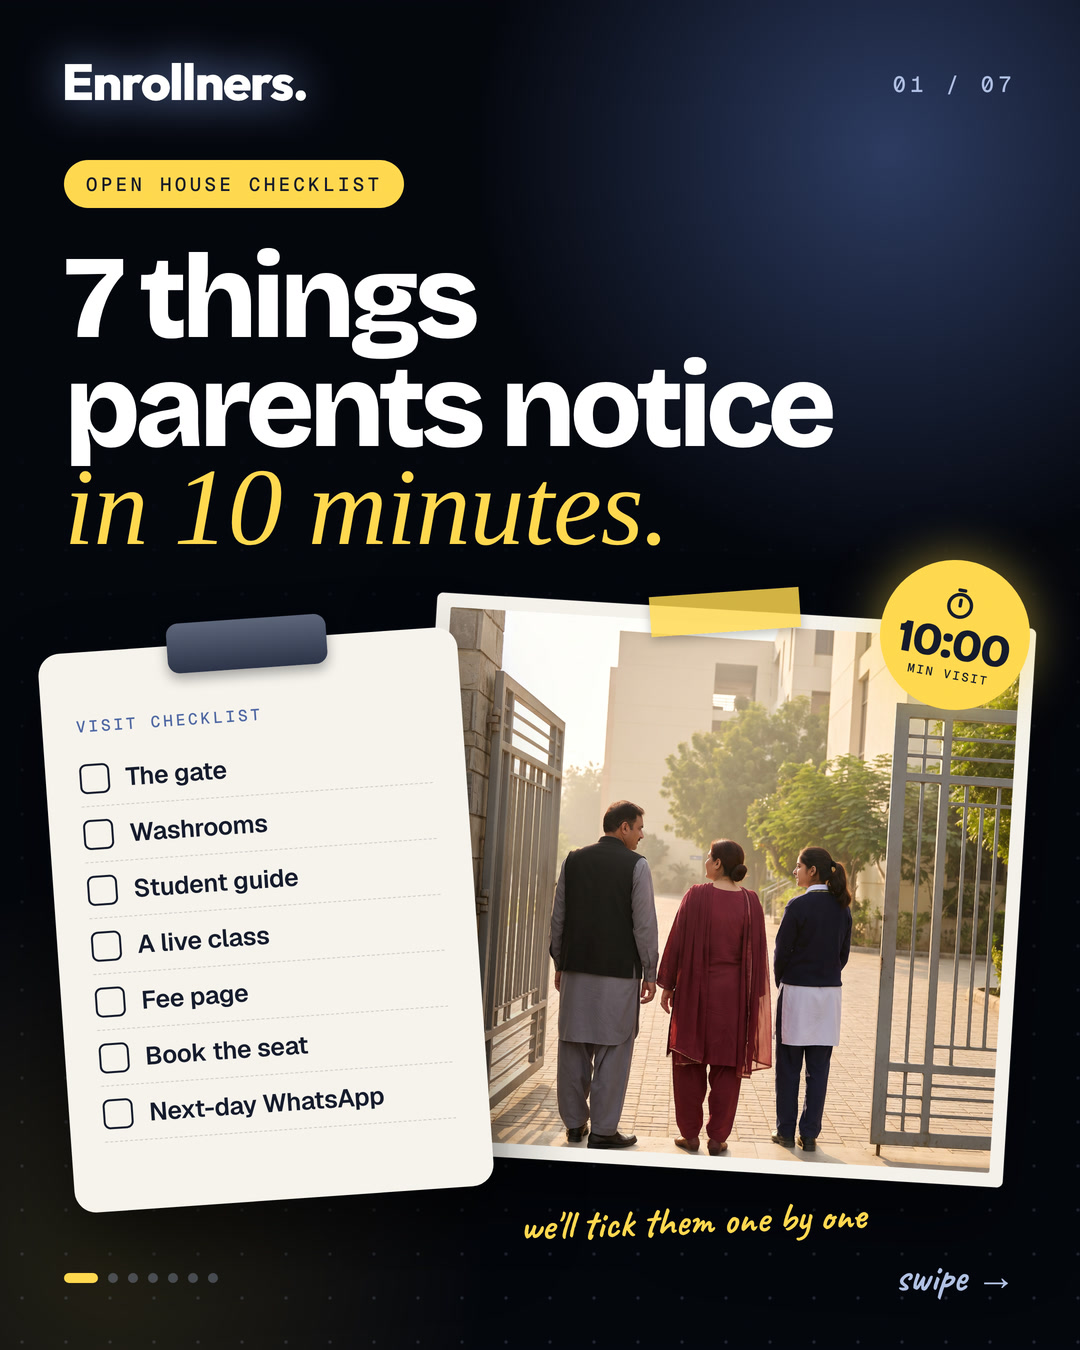 Enrollners.
01 / 07
OPEN HOUSE CHECKLIST
7 things
parents notice
in 10 minutes.
10:00
MIN VISIT
VISIT CHECKLIST
The gate
Washrooms
Student guide
A live class
Fee page
Book the seat
Next-day WhatsApp
we'll tick them one by one
swipe →